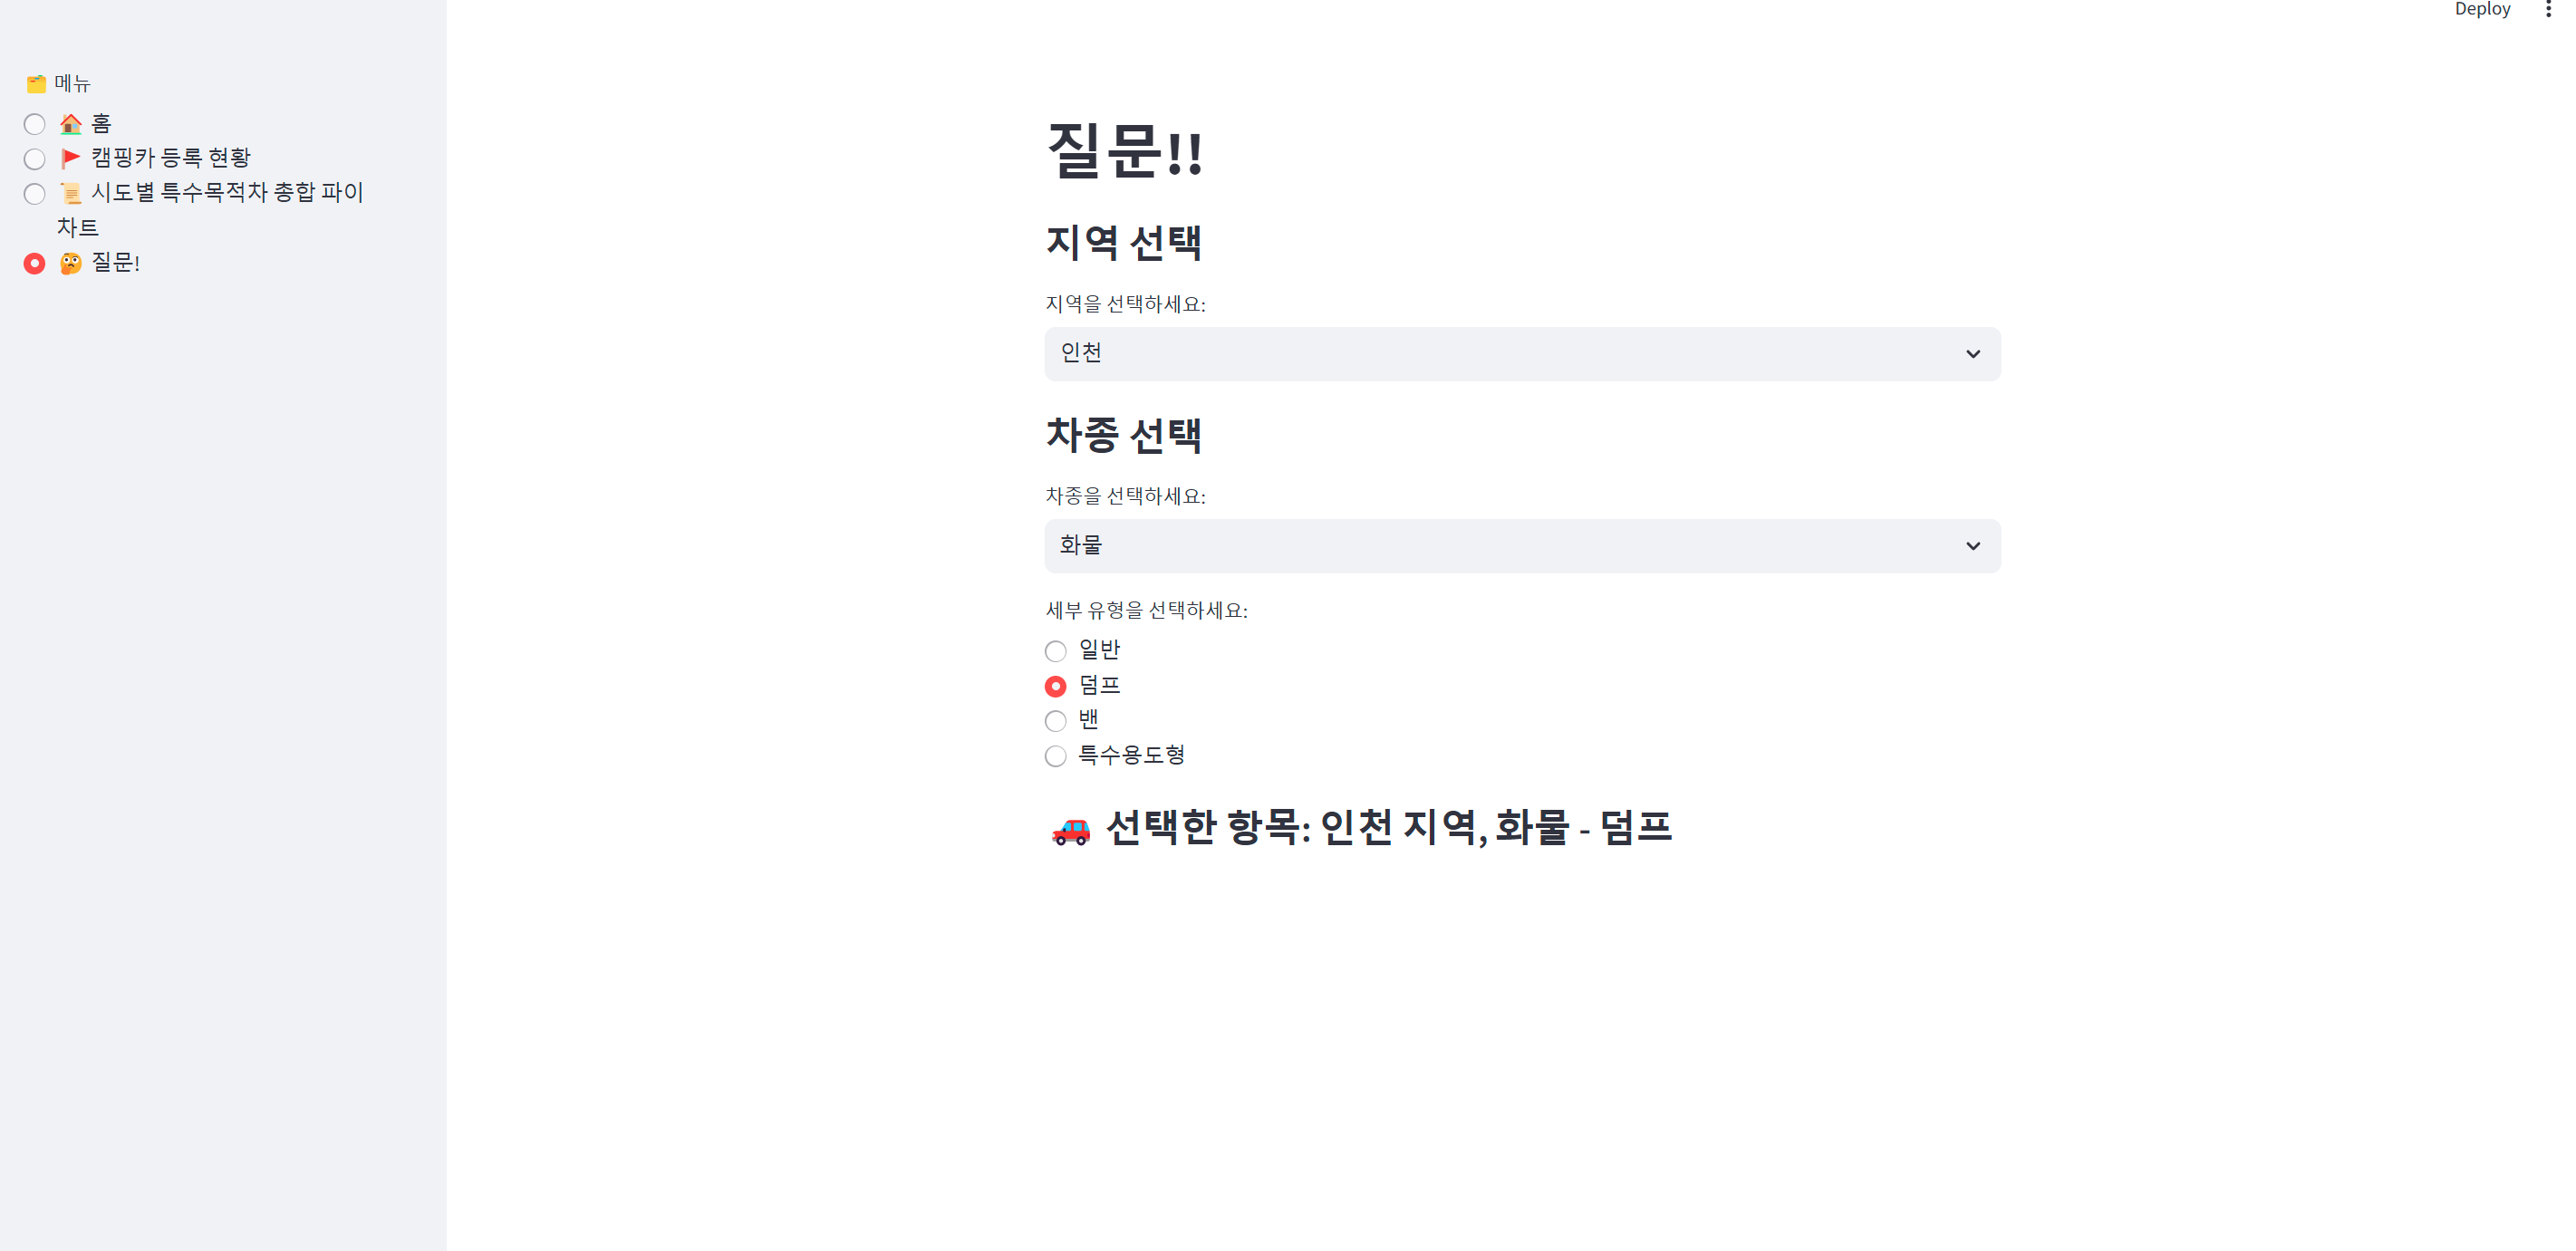 Deploy
🗂️ 메뉴
🏠 홈
🚩 캠핑카 등록 현황
📜 시도별 특수목적차 총합 파이
차트
🤔 질문!
질문!!
지역 선택
지역을 선택하세요:
인천
차종 선택
차종을 선택하세요:
화물
세부 유형을 선택하세요:
일반
덤프
밴
특수용도형
🚗 선택한 항목: 인천 지역, 화물 - 덤프